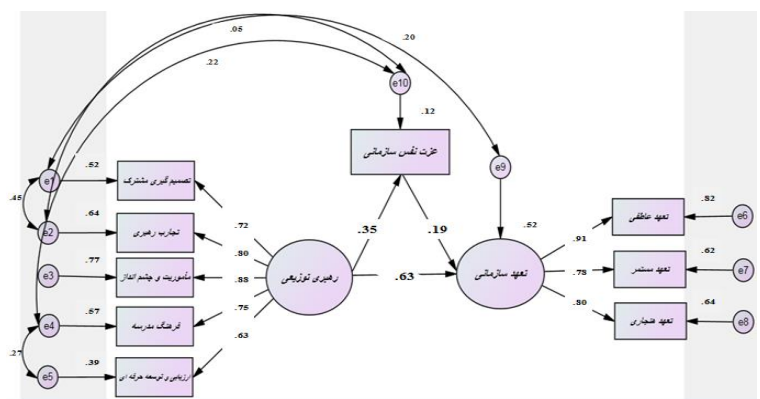 .05
.20
.22
e10
.12
عزت نفس سازمانی
e9
e1
.52
تصمیم گیری مشترک
.45
e2
.64
تجارب رهبری
e3
.77
مأموریت و چشم انداز
e4
.57
فرهنگ مدرسه
.27
e5
.39
ارزیابی و توسعه حرفه ای
.72
.80
.88
.75
.63
رهبری توزیعی
.35
.19
.63
.52
تعهد سازمانی
.91
.78
.80
تعهد عاطفی
.82
e6
تعهد مستمر
.62
e7
تعهد هنجاری
.64
e8